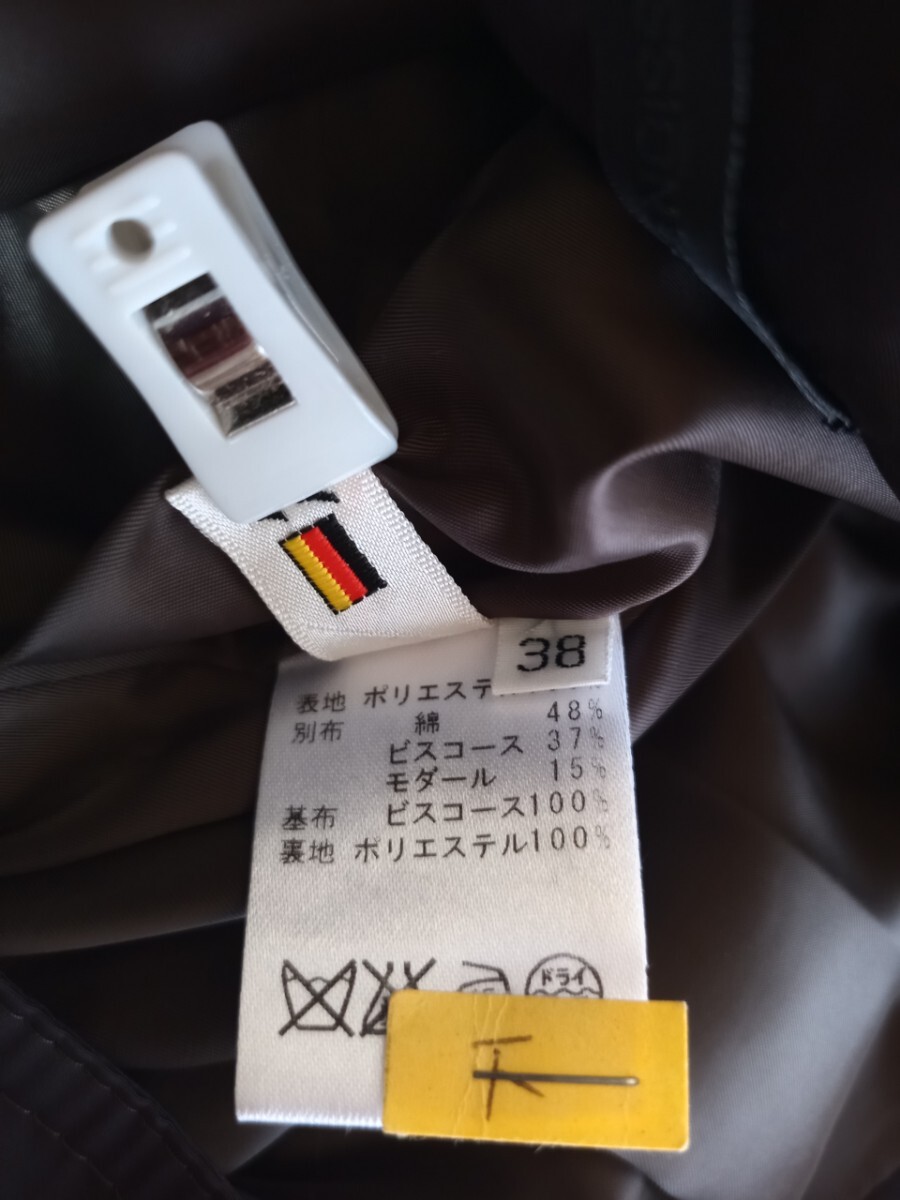 38
表地 ポリエステル
別布 綿 48%
ビスコース 37%
モダール 15%
基布 ビスコース100%
裏地 ポリエステル100%
ドライ